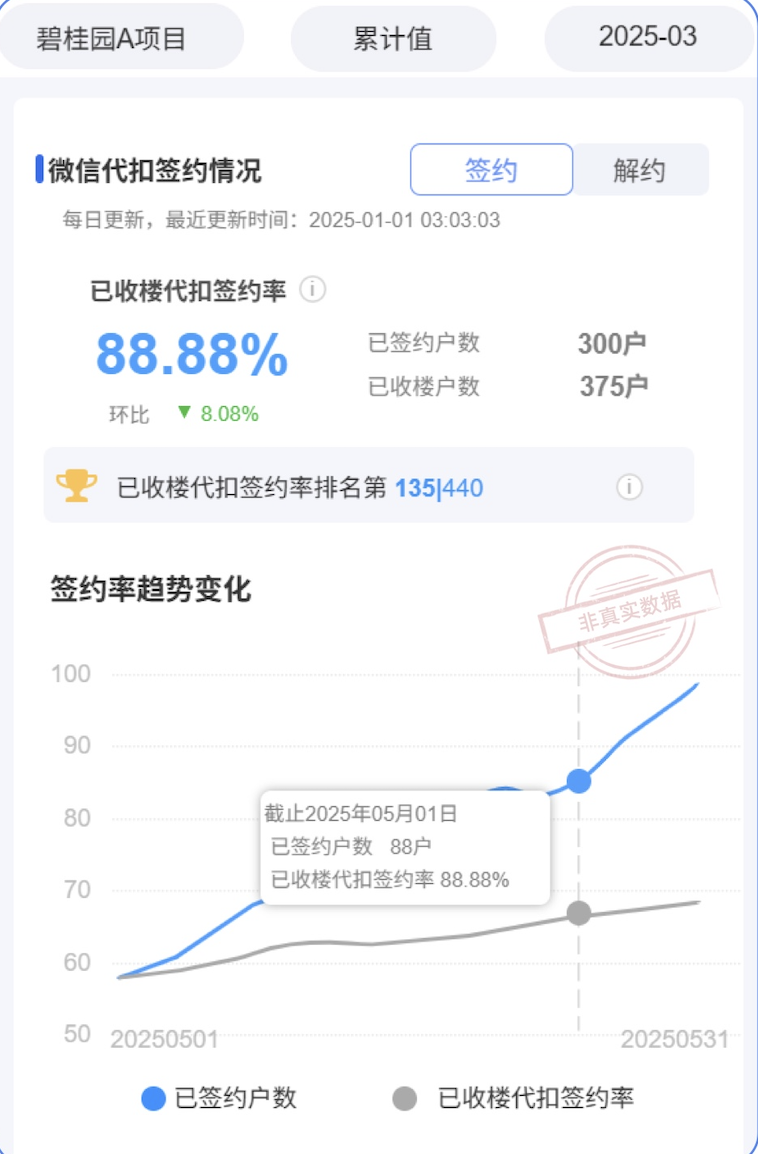 碧桂园A项目 累计值 2025-03
微信代扣签约情况 签约 解约
每日更新，最近更新时间：2025-01-01 03:03:03
已收楼代扣签约率
88.88%
已签约户数 300户
已收楼户数 375户
环比 ▼ 8.08%
已收楼代扣签约率排名第 135|440
签约率趋势变化
非真实数据
100
90
80
截止2025年05月01日
已签约户数 88户
已收楼代扣签约率 88.88%
70
60
50
20250501 20250531
已签约户数 已收楼代扣签约率